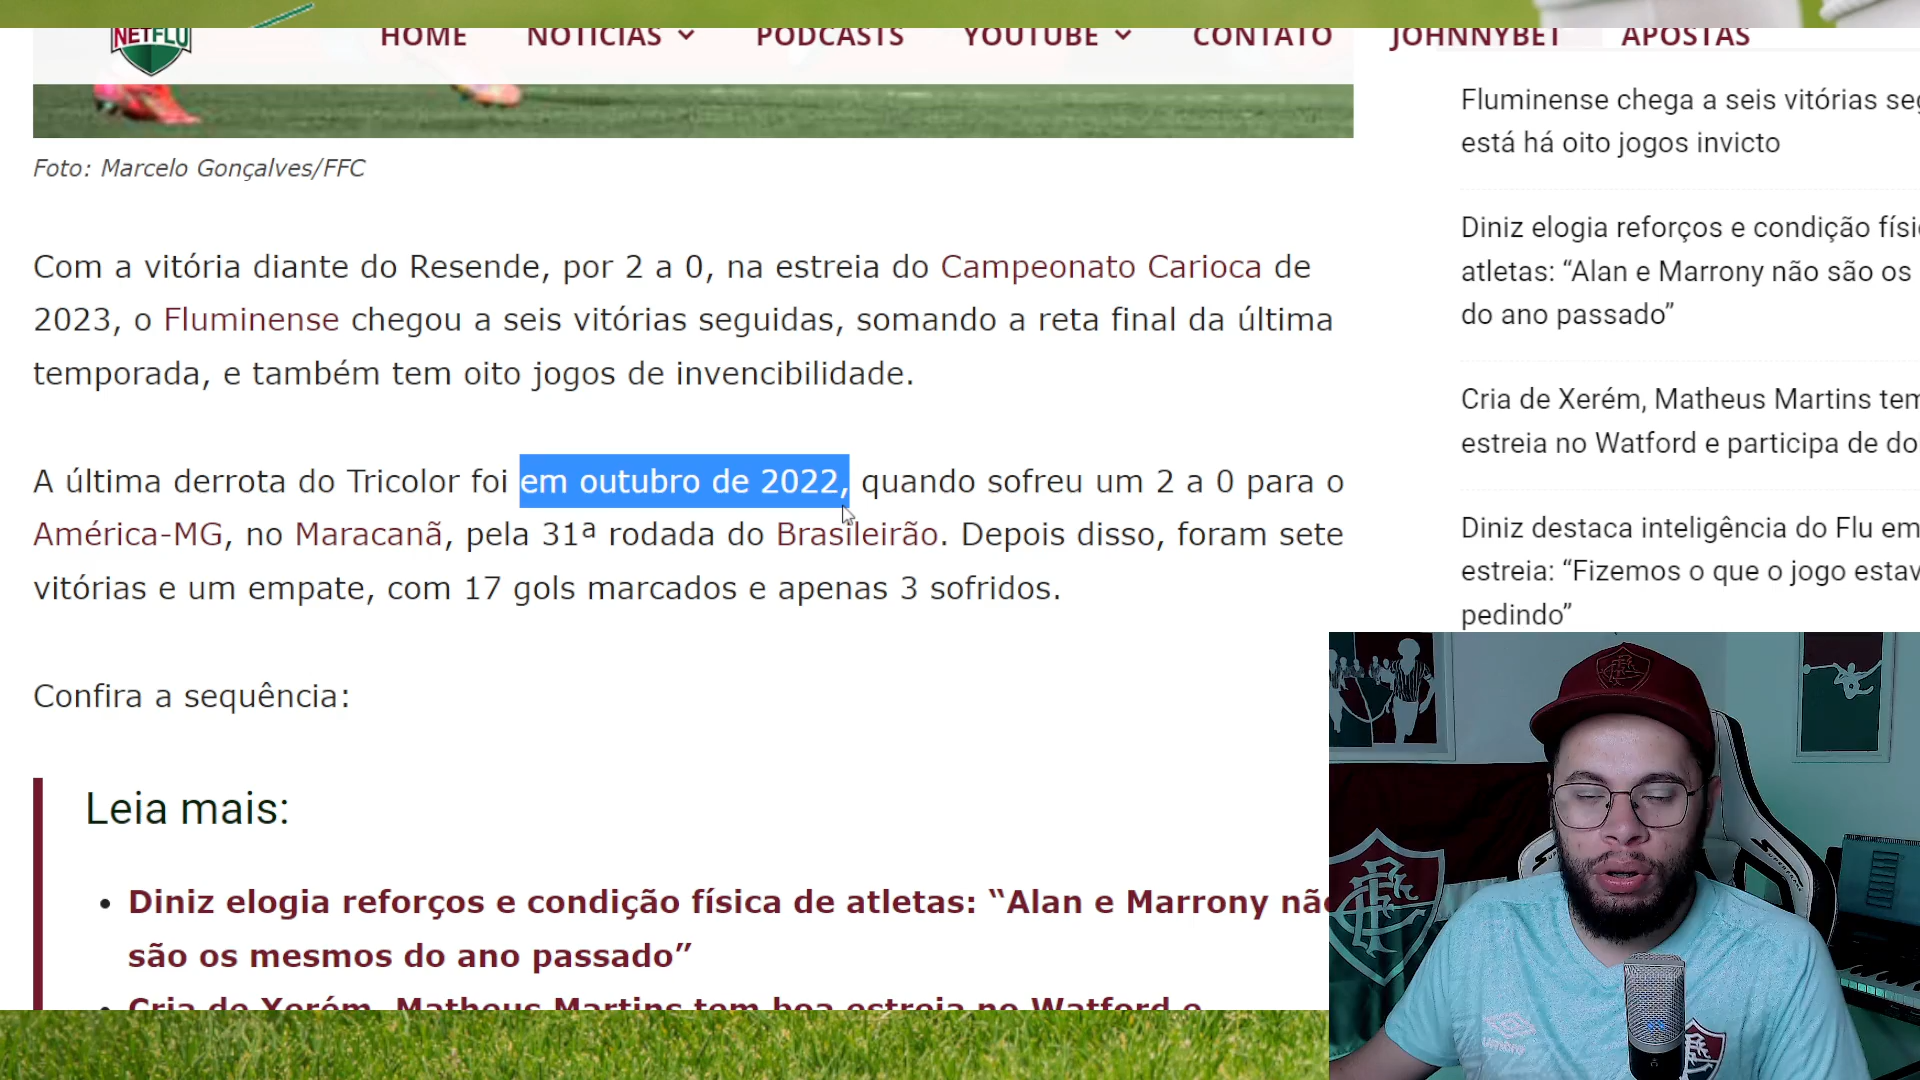 NETFLU
HOME NOTÍCIAS PODCASTS YOUTUBE CONTATO JOHNNYBET APOSTAS
Foto: Marcelo Gonçalves/FFC
Com a vitória diante do Resende, por 2 a 0, na estreia do Campeonato Carioca de
2023, o Fluminense chegou a seis vitórias seguidas, somando a reta final da última
temporada, e também tem oito jogos de invencibilidade.
A última derrota do Tricolor foi em outubro de 2022, quando sofreu um 2 a 0 para o
América-MG, no Maracanã, pela 31ª rodada do Brasileirão. Depois disso, foram sete
vitórias e um empate, com 17 gols marcados e apenas 3 sofridos.
Confira a sequência:
Leia mais:
Diniz elogia reforços e condição física de atletas: “Alan e Marrony não
são os mesmos do ano passado”
Cria de Xerém, Matheus Martins tem boa estreia no Watford e
Fluminense chega a seis vitórias seg
está há oito jogos invicto
Diniz elogia reforços e condição físi
atletas: “Alan e Marrony não são os
do ano passado”
Cria de Xerém, Matheus Martins tem
estreia no Watford e participa de do
Diniz destaca inteligência do Flu em
estreia: “Fizemos o que o jogo estav
pedindo”
umbro